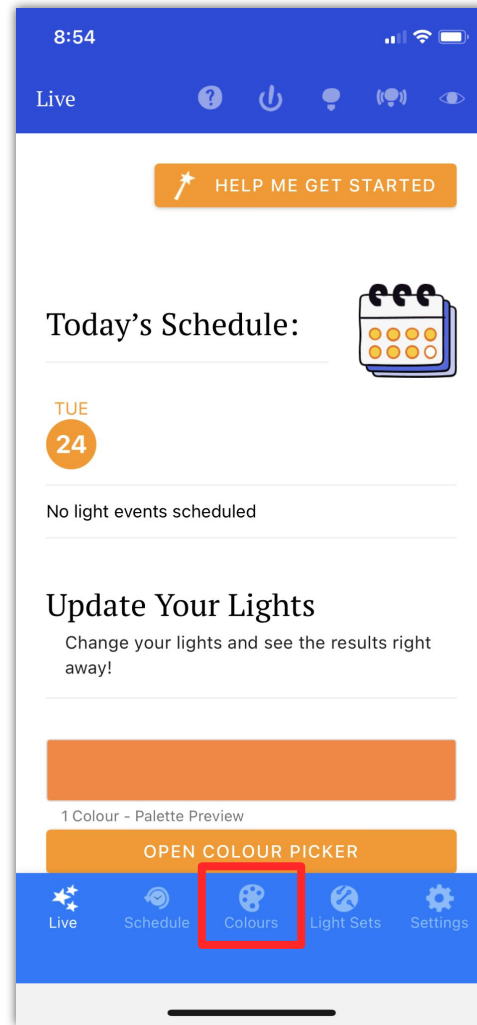 8:54
Live
HELP ME GET STARTED
Today’s Schedule:
TUE
24
No light events scheduled
Update Your Lights
Change your lights and see the results right
away!
1 Colour - Palette Preview
OPEN COLOUR PICKER
Live Schedule Colours Light Sets Settings